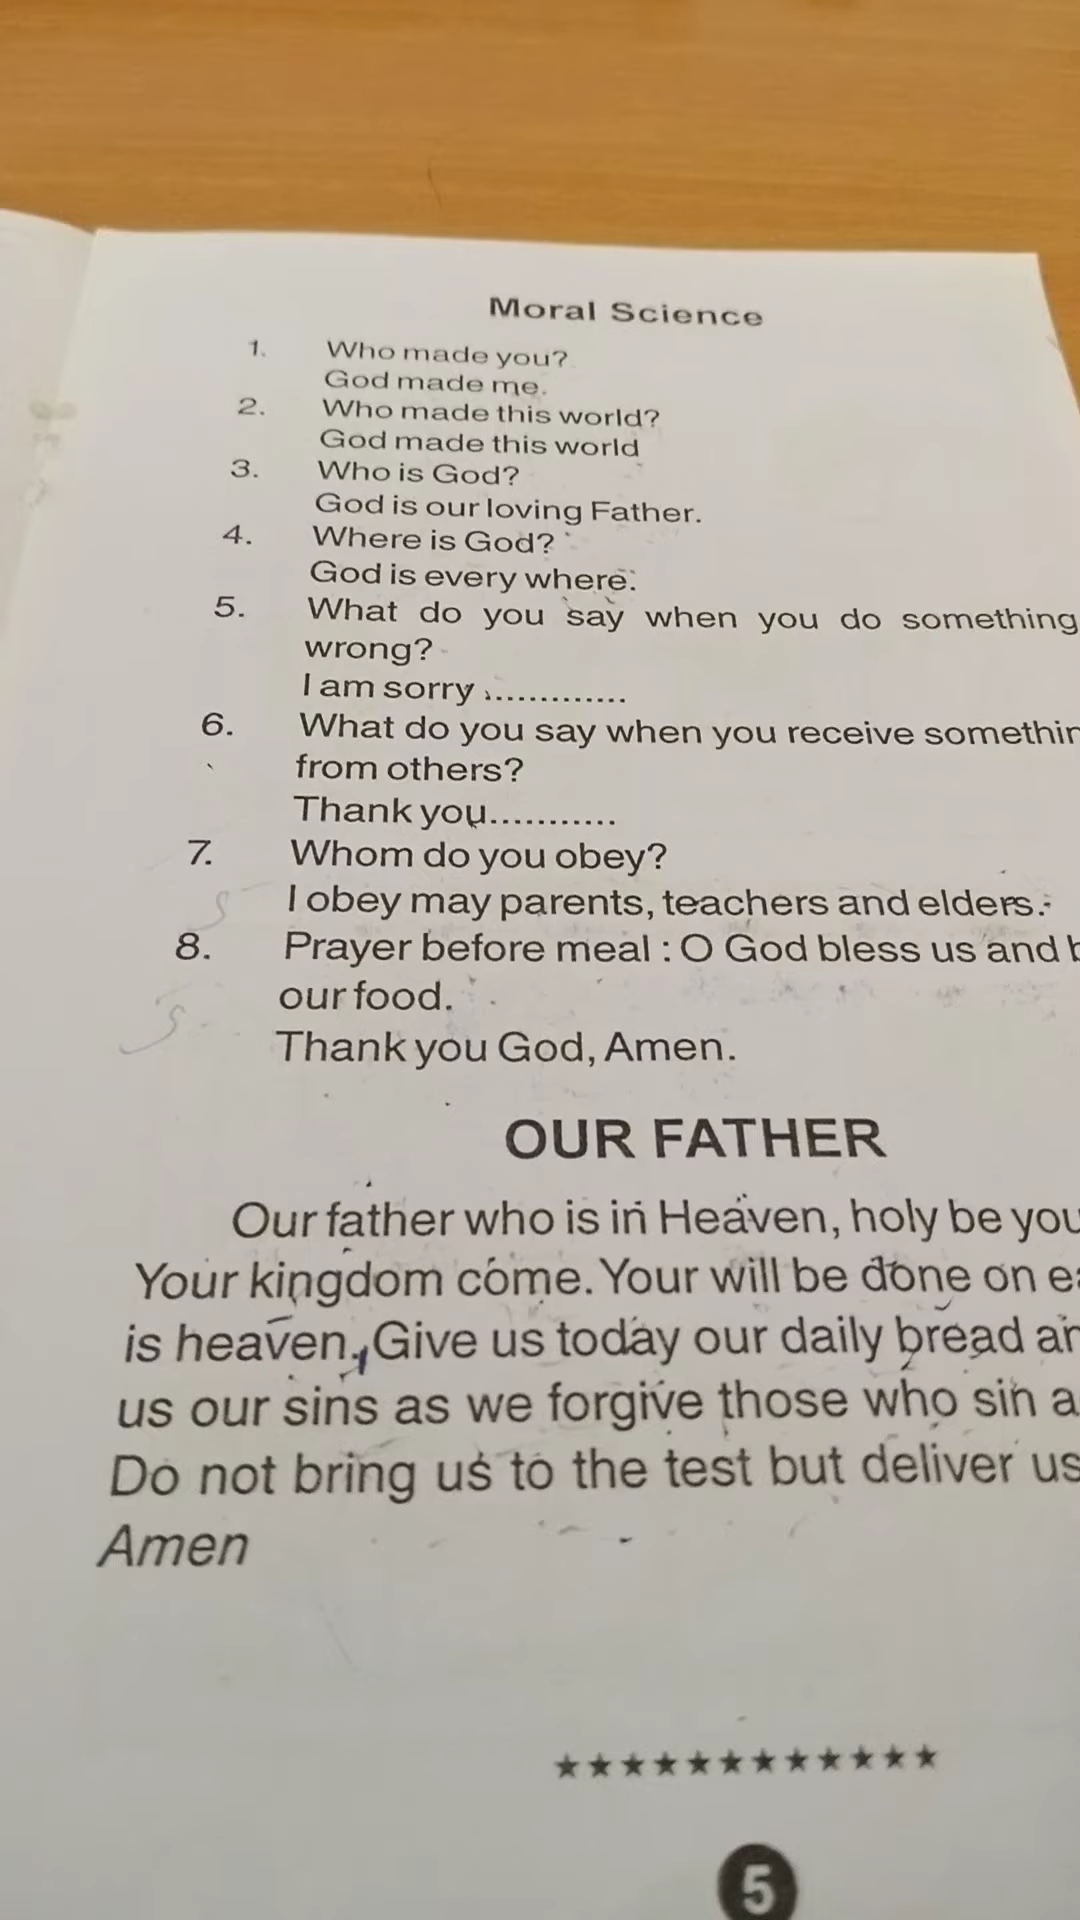 Moral Science
1. Who made you?
God made me.
2. Who made this world?
God made this world
3. Who is God?
God is our loving Father.
4. Where is God?
God is every where.
5. What do you say when you do something
wrong?
I am sorry .............
6. What do you say when you receive somethin
from others?
Thank you...........
7. Whom do you obey?
I obey may parents, teachers and elders.
8. Prayer before meal : O God bless us and b
our food.
Thank you God, Amen.
OUR FATHER
Our father who is in Heaven, holy be you
Your kingdom come. Your will be done on ea
is heaven. Give us today our daily bread an
us our sins as we forgive those who sin a
Do not bring us to the test but deliver us
Amen
★★★★★★★★★★★★
5